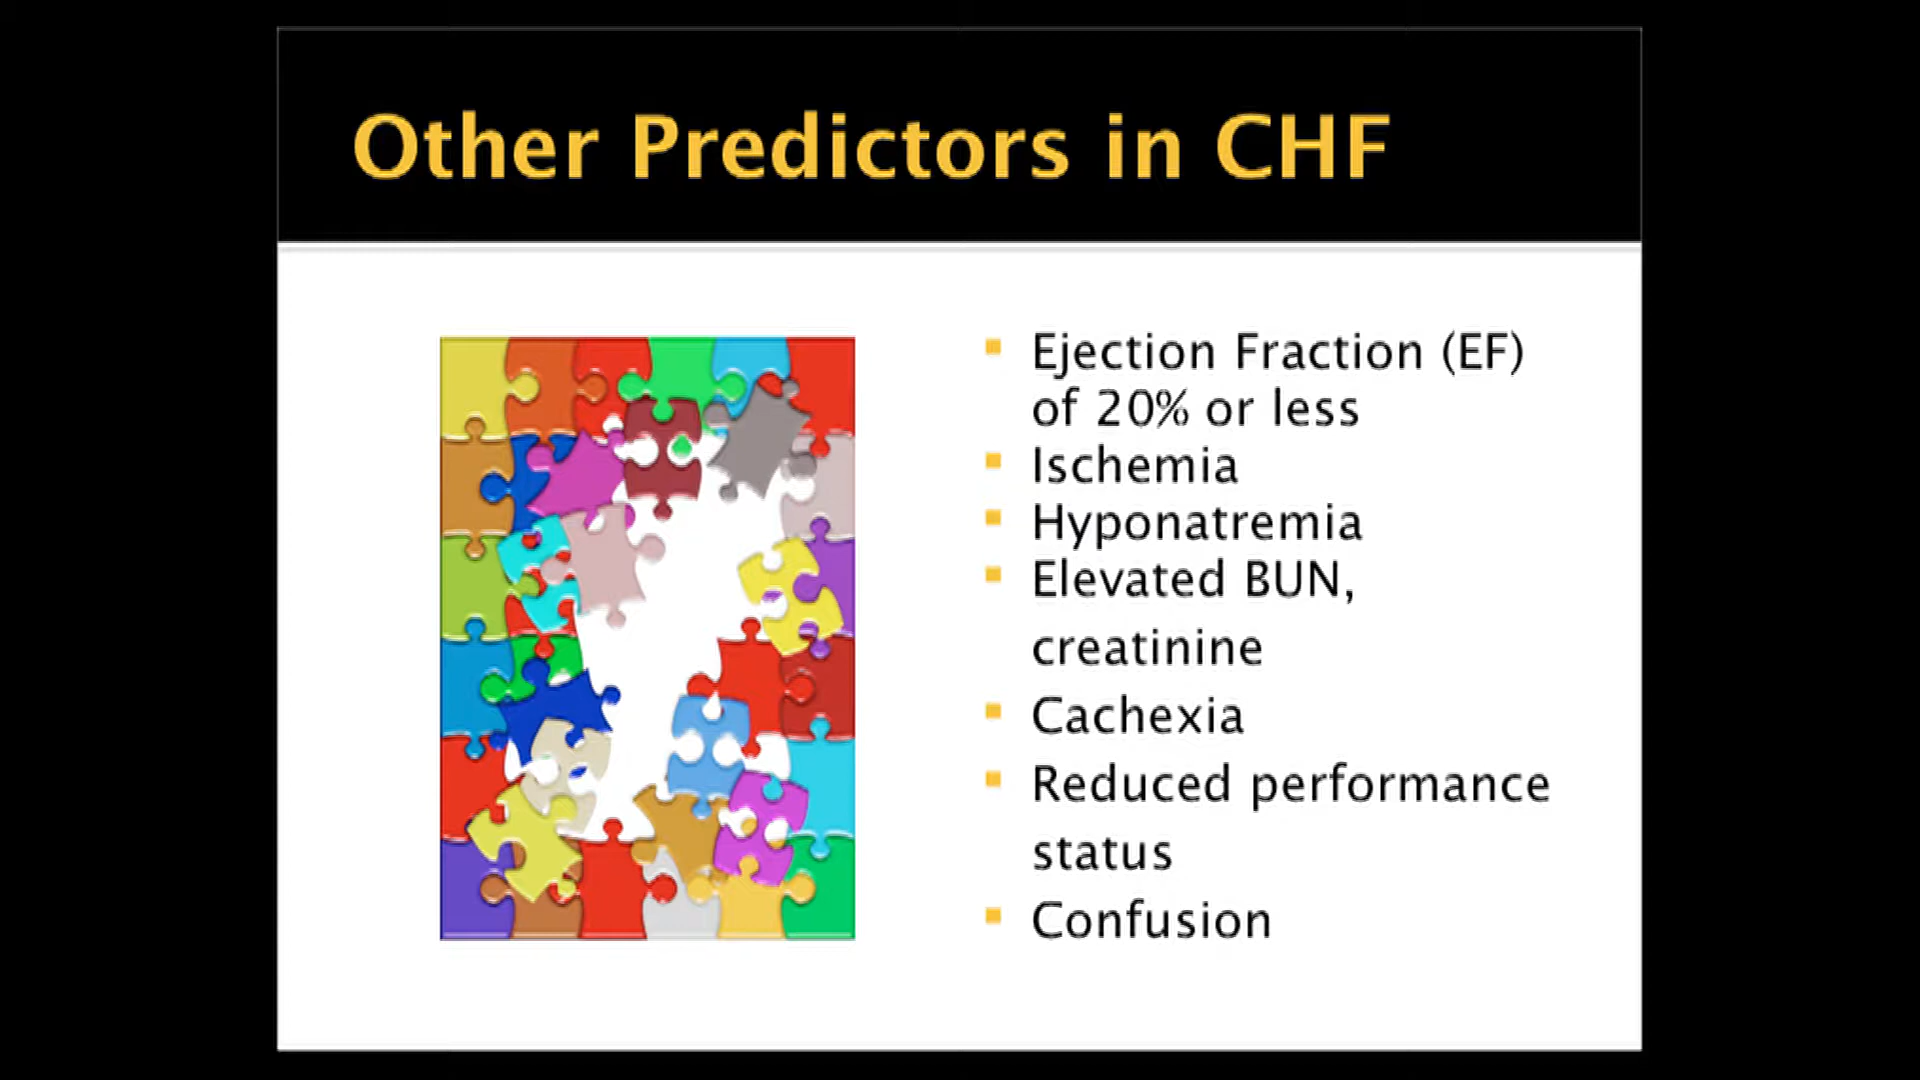 Other Predictors in CHF
Ejection Fraction (EF)
of 20% or less
Ischemia
Hyponatremia
Elevated BUN,
creatinine
Cachexia
Reduced performance
status
Confusion